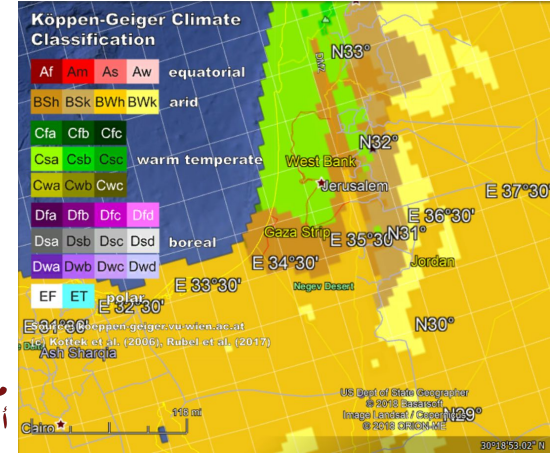 Köppen-Geiger Climate
Classification
Af Am As Aw equatorial
BSh BSk BWh BWk arid
Cfa Cfb Cfc
Csa Csb Csc warm temperate
Cwa Cwb Cwc
Dfa Dfb Dfc Dfd
Dsa Dsb Dsc Dsd boreal
Dwa Dwb Dwc Dwd
EF ET polar
Source: koeppen-geiger.vu-wien.ac.at
(c) Kottek et al. (2006), Rubel et al. (2017)
N33°
N32°
West Bank
Jerusalem
E 37°30'
E 36°30'
Gaza Strip
E 35°30'
N31°
E 34°30'
Jordan
E 33°30'
Negev Desert
E 32°30'
N30°
Ash Sharqia
US Dept of State Geographer
© 2018 Basarsoft
Image Landsat / Copernicus
© 2018 ORION-ME
N29°
Cairo
116 mi
30°18'53.02" N